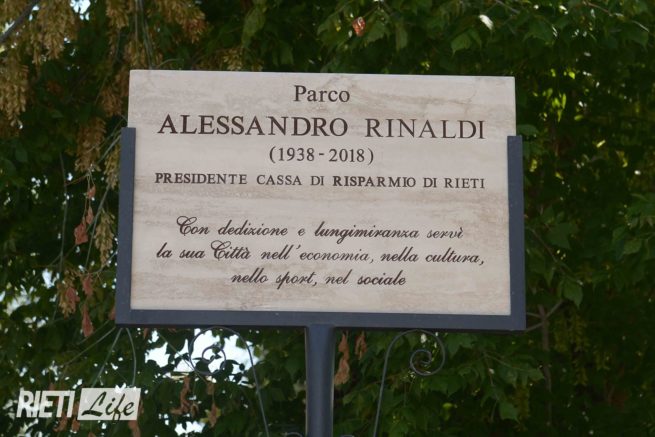 Parco
ALESSANDRO RINALDI
(1938 - 2018)
PRESIDENTE CASSA DI RISPARMIO DI RIETI
Con dedizione e lungimiranza servì
la sua Città nell'economia, nella cultura,
nello sport, nel sociale
RIETI Life